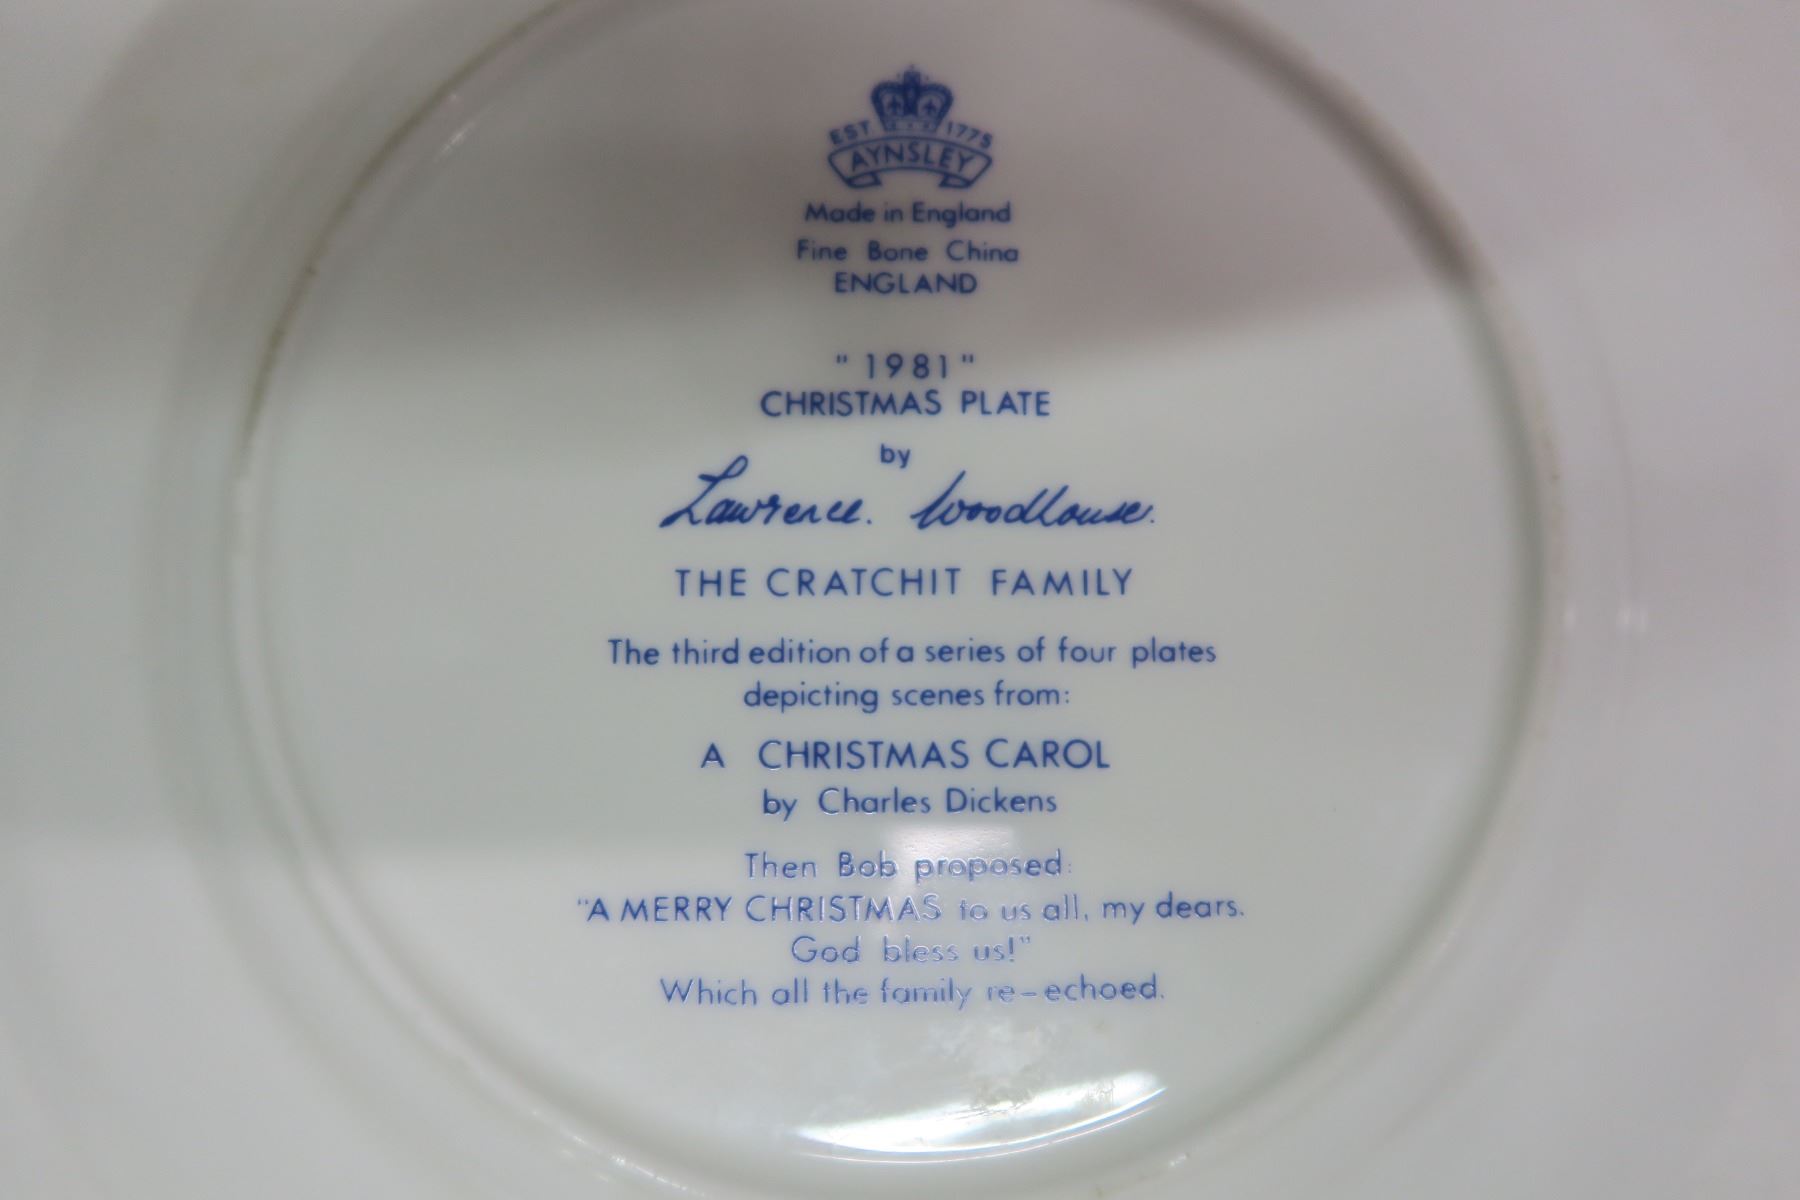 EST 1775
AYNSLEY
Made in England
Fine Bone China
ENGLAND
"1981"
CHRISTMAS PLATE
by
Lawrence. Woodhouse.
THE CRATCHIT FAMILY
The third edition of a series of four plates
depicting scenes from:
A CHRISTMAS CAROL
by Charles Dickens
Then Bob proposed:
"A MERRY CHRISTMAS to us all, my dears.
God bless us!"
Which all the family re-echoed.